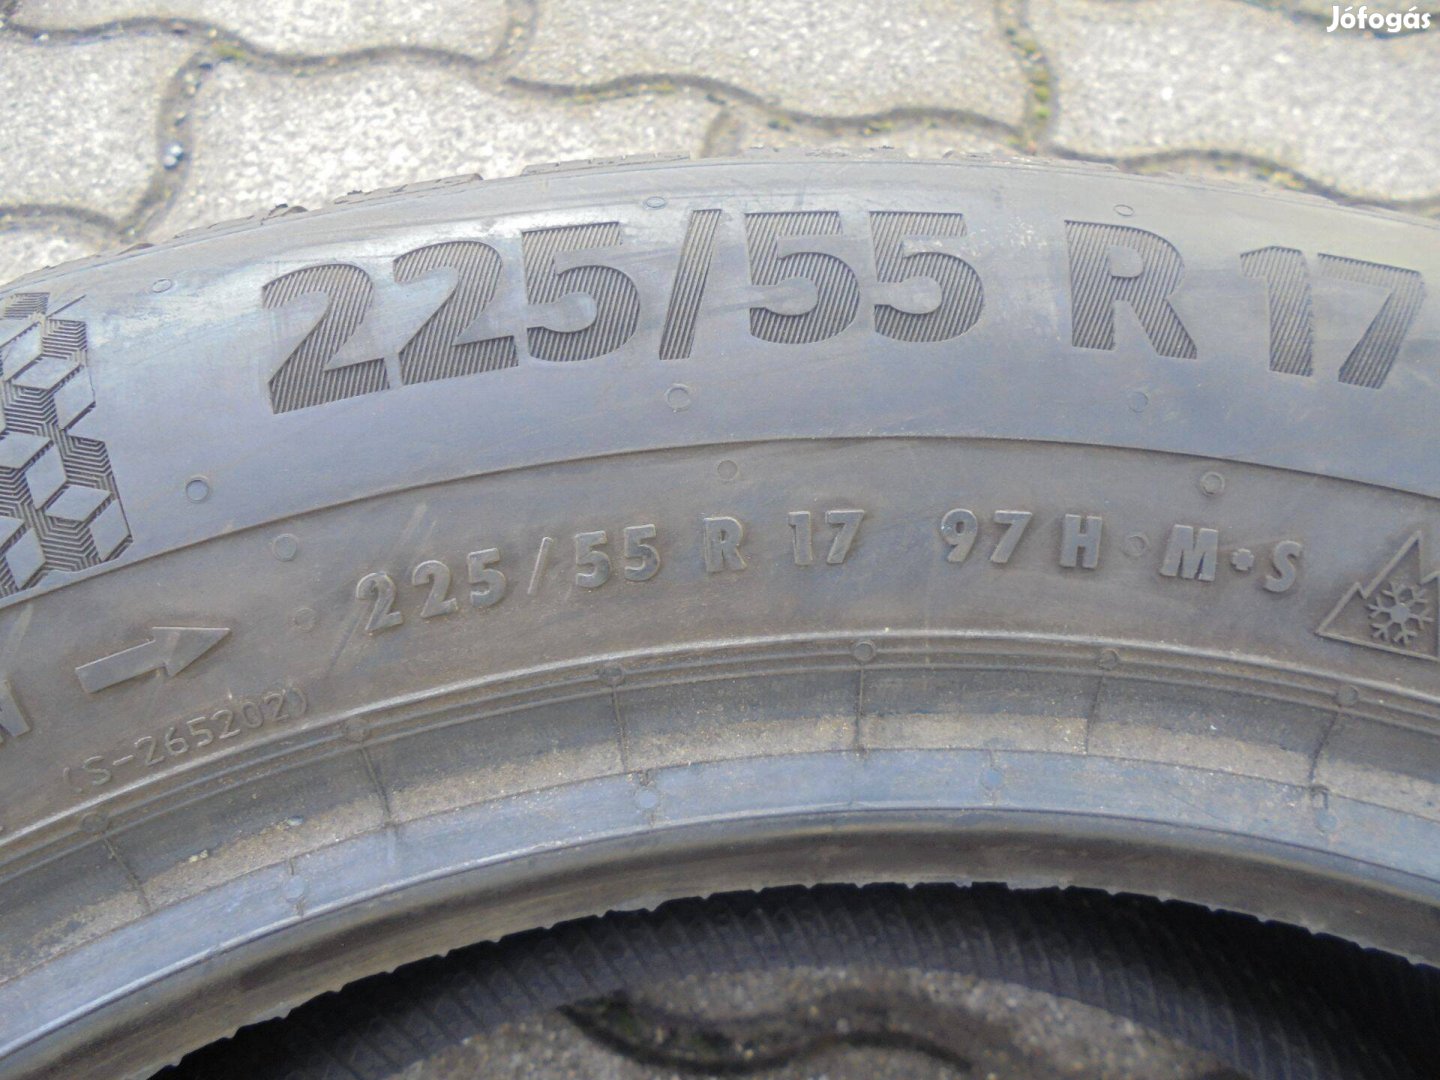 Jófogás
225/55 R 17
225/55 R 17 97 H · M·S
(S-265202)